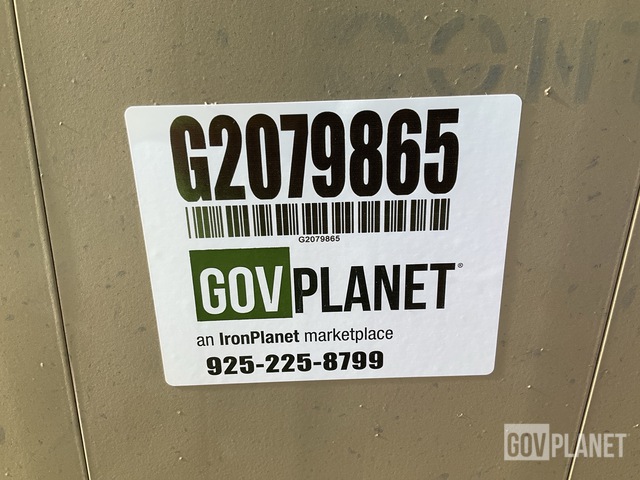 G2079865
G2079865
GOVPLANET®
an IronPlanet marketplace
925-225-8799
GOVPLANET